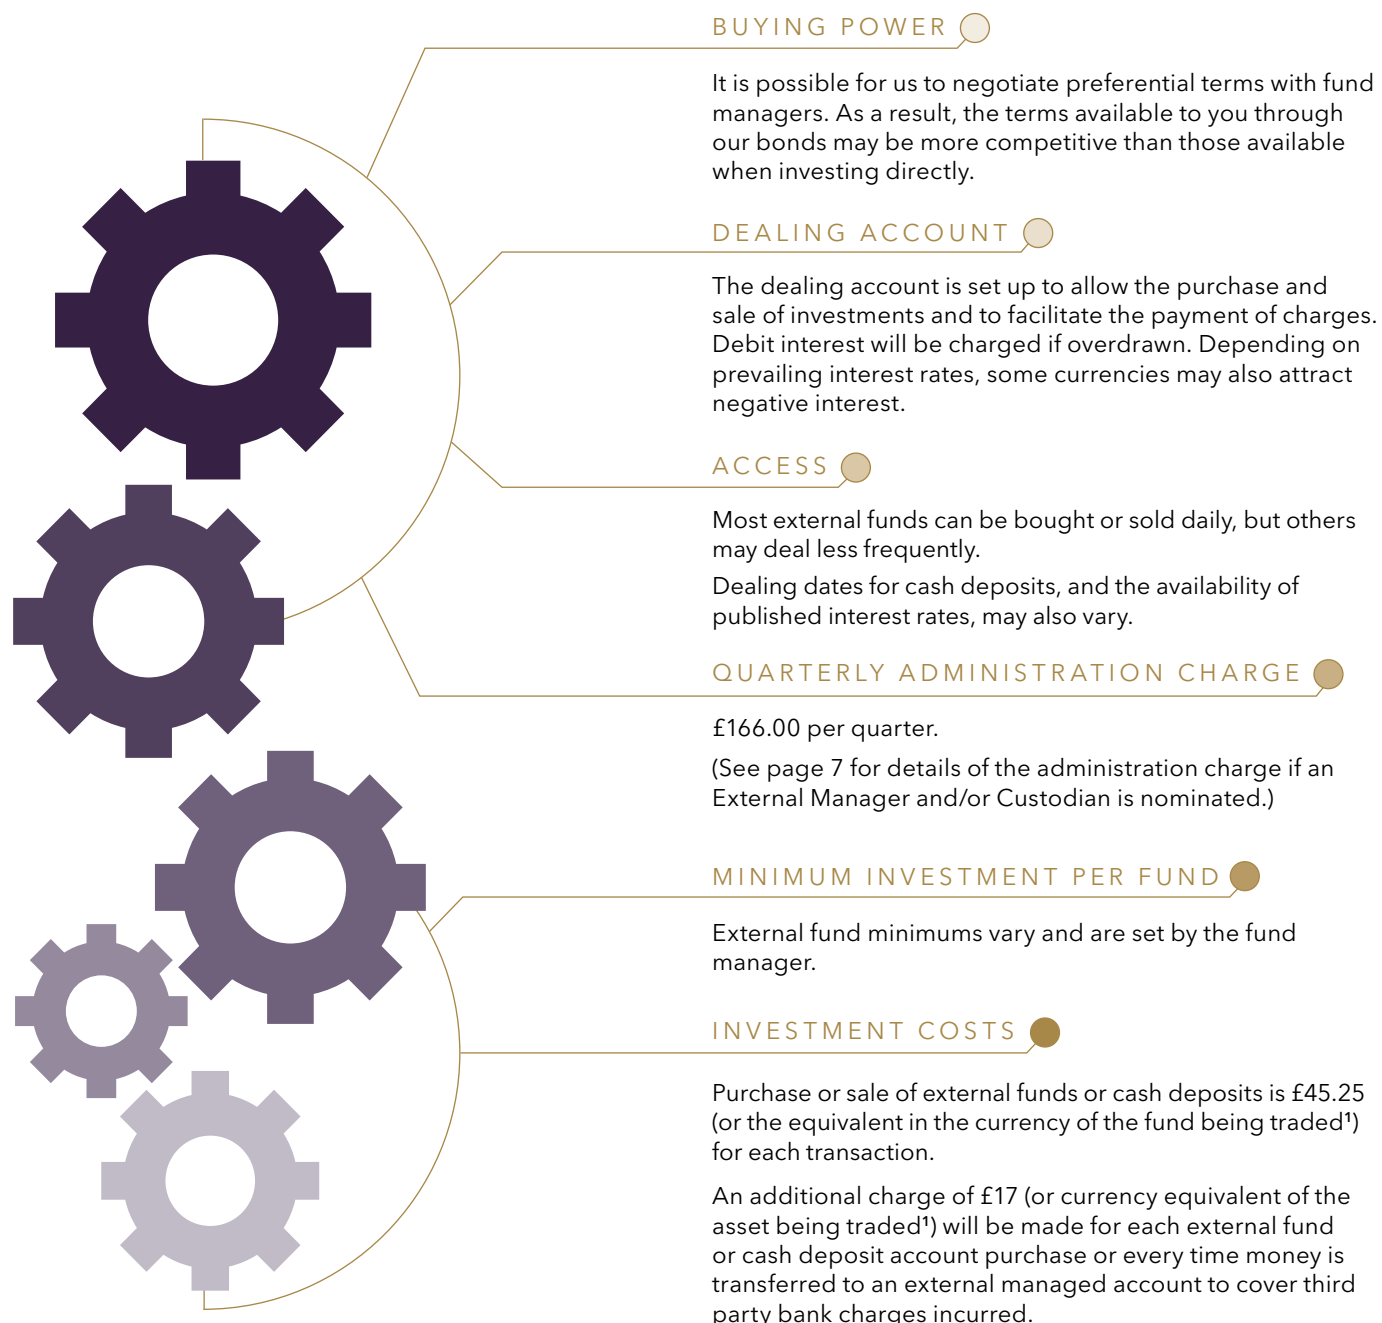 BUYING POWER
It is possible for us to negotiate preferential terms with fund
managers. As a result, the terms available to you through
our bonds may be more competitive than those available
when investing directly.
DEALING ACCOUNT
The dealing account is set up to allow the purchase and
sale of investments and to facilitate the payment of charges.
Debit interest will be charged if overdrawn. Depending on
prevailing interest rates, some currencies may also attract
negative interest.
ACCESS
Most external funds can be bought or sold daily, but others
may deal less frequently.
Dealing dates for cash deposits, and the availability of
published interest rates, may also vary.
QUARTERLY ADMINISTRATION CHARGE
£166.00 per quarter.
(See page 7 for details of the administration charge if an
External Manager and/or Custodian is nominated.)
MINIMUM INVESTMENT PER FUND
External fund minimums vary and are set by the fund
manager.
INVESTMENT COSTS
Purchase or sale of external funds or cash deposits is £45.25
(or the equivalent in the currency of the fund being traded¹)
for each transaction.
An additional charge of £17 (or currency equivalent of the
asset being traded¹) will be made for each external fund
or cash deposit account purchase or every time money is
transferred to an external managed account to cover third
party bank charges incurred.